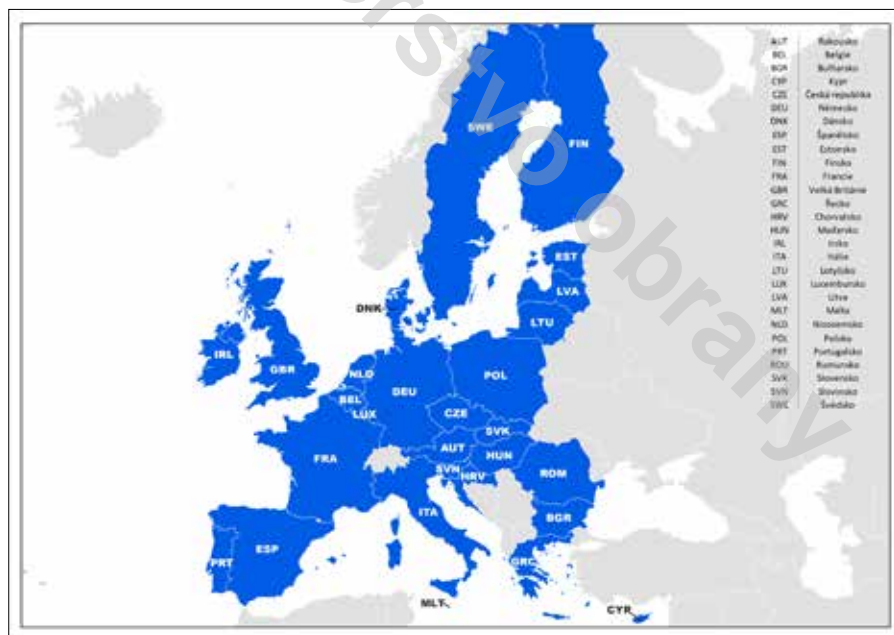 rstvo obrany
AUT Rakousko
BEL Belgie
BGR Bulharsko
CYP Kypr
CZE Česká republika
DEU Německo
DNK Dánsko
ESP Španělsko
EST Estonsko
FIN Finsko
FRA Francie
GBR Velká Británie
GRC Řecko
HRV Chorvatsko
HUN Maďarsko
IRL Irsko
ITA Itálie
LTU Lotyšsko
LUX Lucembursko
LVA Litva
MLT Malta
NLD Nizozemsko
POL Polsko
PRT Portugalsko
ROU Rumunsko
SVK Slovensko
SVN Slovinsko
SWE Švédsko
SWE
FIN
EST
LVA
DNK
LTU
IRL
GBR
NLD
DEU
POL
BEL
LUX
CZE
SVK
AUT
HUN
FRA
SVN
HRV
ROM
ITA
BGR
PRT
ESP
GRC
MLT
CYR